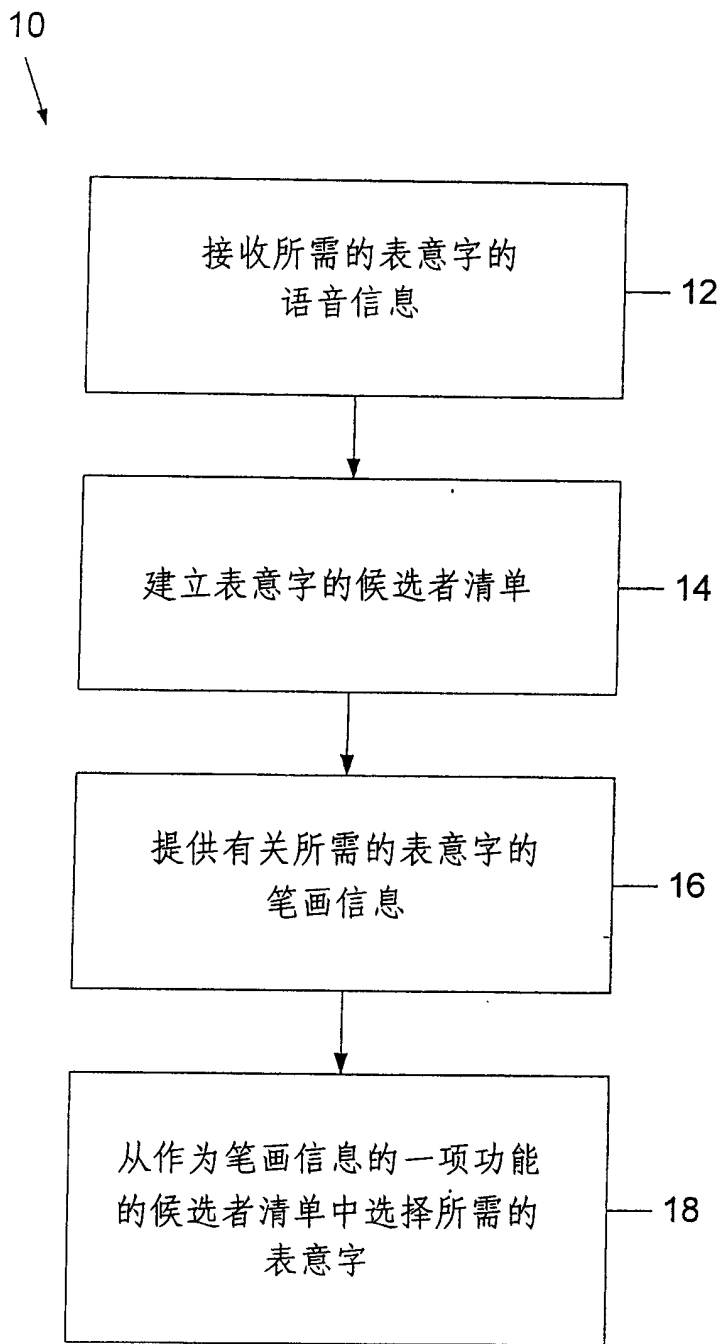 10
接收所需的表意字的
语音信息
12
建立表意字的候选者清单
14
提供有关所需的表意字的
笔画信息
16
从作为笔画信息的一项功能
的候选者清单中选择所需的
表意字
18